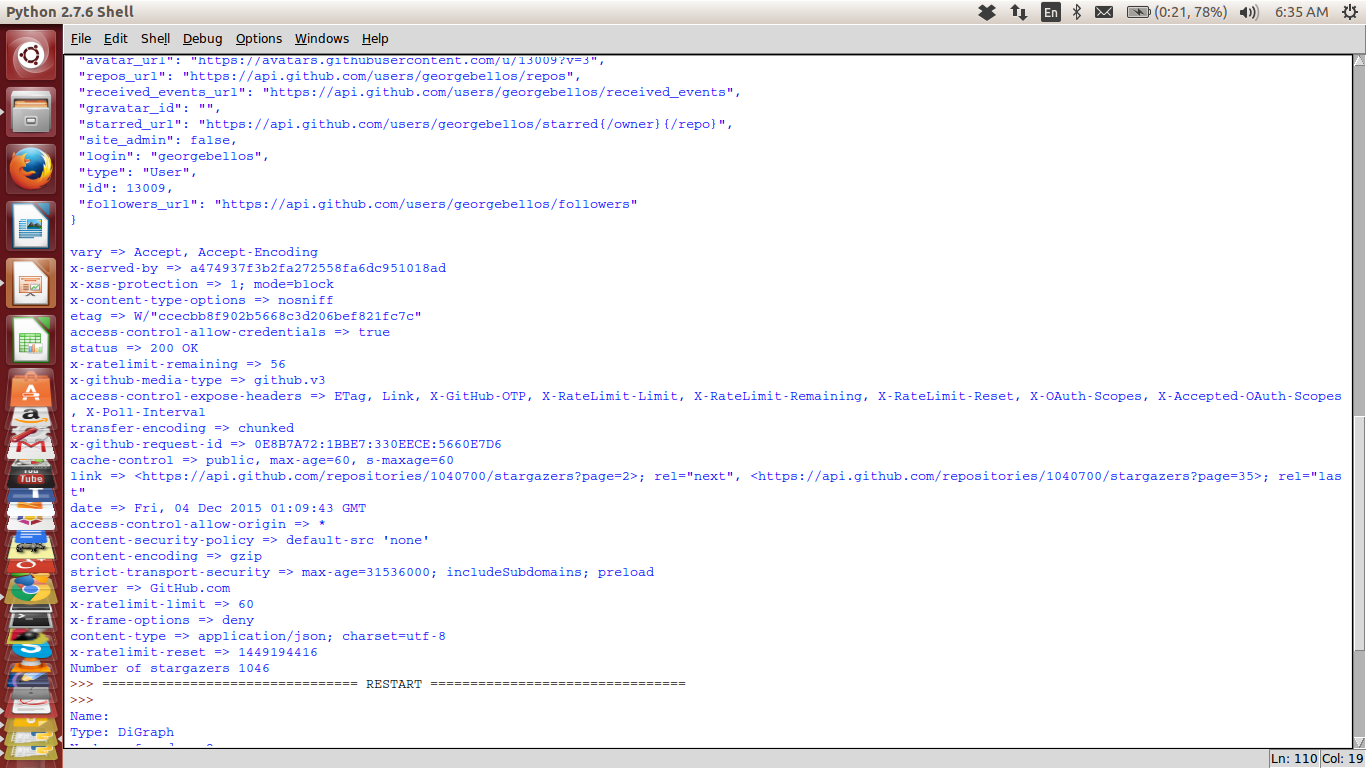 Python 2.7.6 Shell
En
(0:21, 78%)
6:35 AM
File Edit Shell Debug Options Windows Help
"avatar_url": "https://avatars.githubusercontent.com/u/13009?v=3",
"repos_url": "https://api.github.com/users/georgebellos/repos",
"received_events_url": "https://api.github.com/users/georgebellos/received_events",
"gravatar_id": "",
"starred_url": "https://api.github.com/users/georgebellos/starred{/owner}{/repo}",
"site_admin": false,
"login": "georgebellos",
"type": "User",
"id": 13009,
"followers_url": "https://api.github.com/users/georgebellos/followers"
}
vary => Accept, Accept-Encoding
x-served-by => a474937f3b2fa272558fa6dc951018ad
x-xss-protection => 1; mode=block
x-content-type-options => nosniff
etag => W/"ccecbb8f902b5668c3d206bef821fc7c"
access-control-allow-credentials => true
status => 200 OK
x-ratelimit-remaining => 56
x-github-media-type => github.v3
access-control-expose-headers => ETag, Link, X-GitHub-OTP, X-RateLimit-Limit, X-RateLimit-Remaining, X-RateLimit-Reset, X-OAuth-Scopes, X-Accepted-OAuth-Scopes
, X-Poll-Interval
transfer-encoding => chunked
x-github-request-id => 0E8B7A72:1BBE7:330EECE:5660E7D6
cache-control => public, max-age=60, s-maxage=60
link => <https://api.github.com/repositories/1040700/stargazers?page=2>; rel="next", <https://api.github.com/repositories/1040700/stargazers?page=35>; rel="las
t"
date => Fri, 04 Dec 2015 01:09:43 GMT
access-control-allow-origin => *
content-security-policy => default-src 'none'
content-encoding => gzip
strict-transport-security => max-age=31536000; includeSubdomains; preload
server => GitHub.com
x-ratelimit-limit => 60
x-frame-options => deny
content-type => application/json; charset=utf-8
x-ratelimit-reset => 1449194416
Number of stargazers 1046
>>> ================================ RESTART ================================
>>>
Name:
Type: DiGraph
Ln: 110 Col: 19